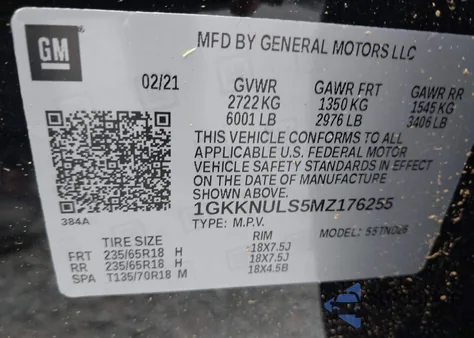 GM
MFD BY GENERAL MOTORS LLC
02/21 GVWR GAWR FRT GAWR RR
2722 KG 1350 KG 1545 KG
6001 LB 2976 LB 3406 LB
THIS VEHICLE CONFORMS TO ALL
APPLICABLE U.S. FEDERAL MOTOR
VEHICLE SAFETY STANDARDS IN EFFECT
ON THE DATE OF MANUFACTURE
SHOWN ABOVE.
384A
1GKKNULS5MZ176255
TYPE: M.P.V. MODEL:
TIRE SIZE RIM
FRT 235/65R18 H 18X7.5J
RR 235/65R18 H 18X7.5J
SPA T135/70R18 M 18X4.5B